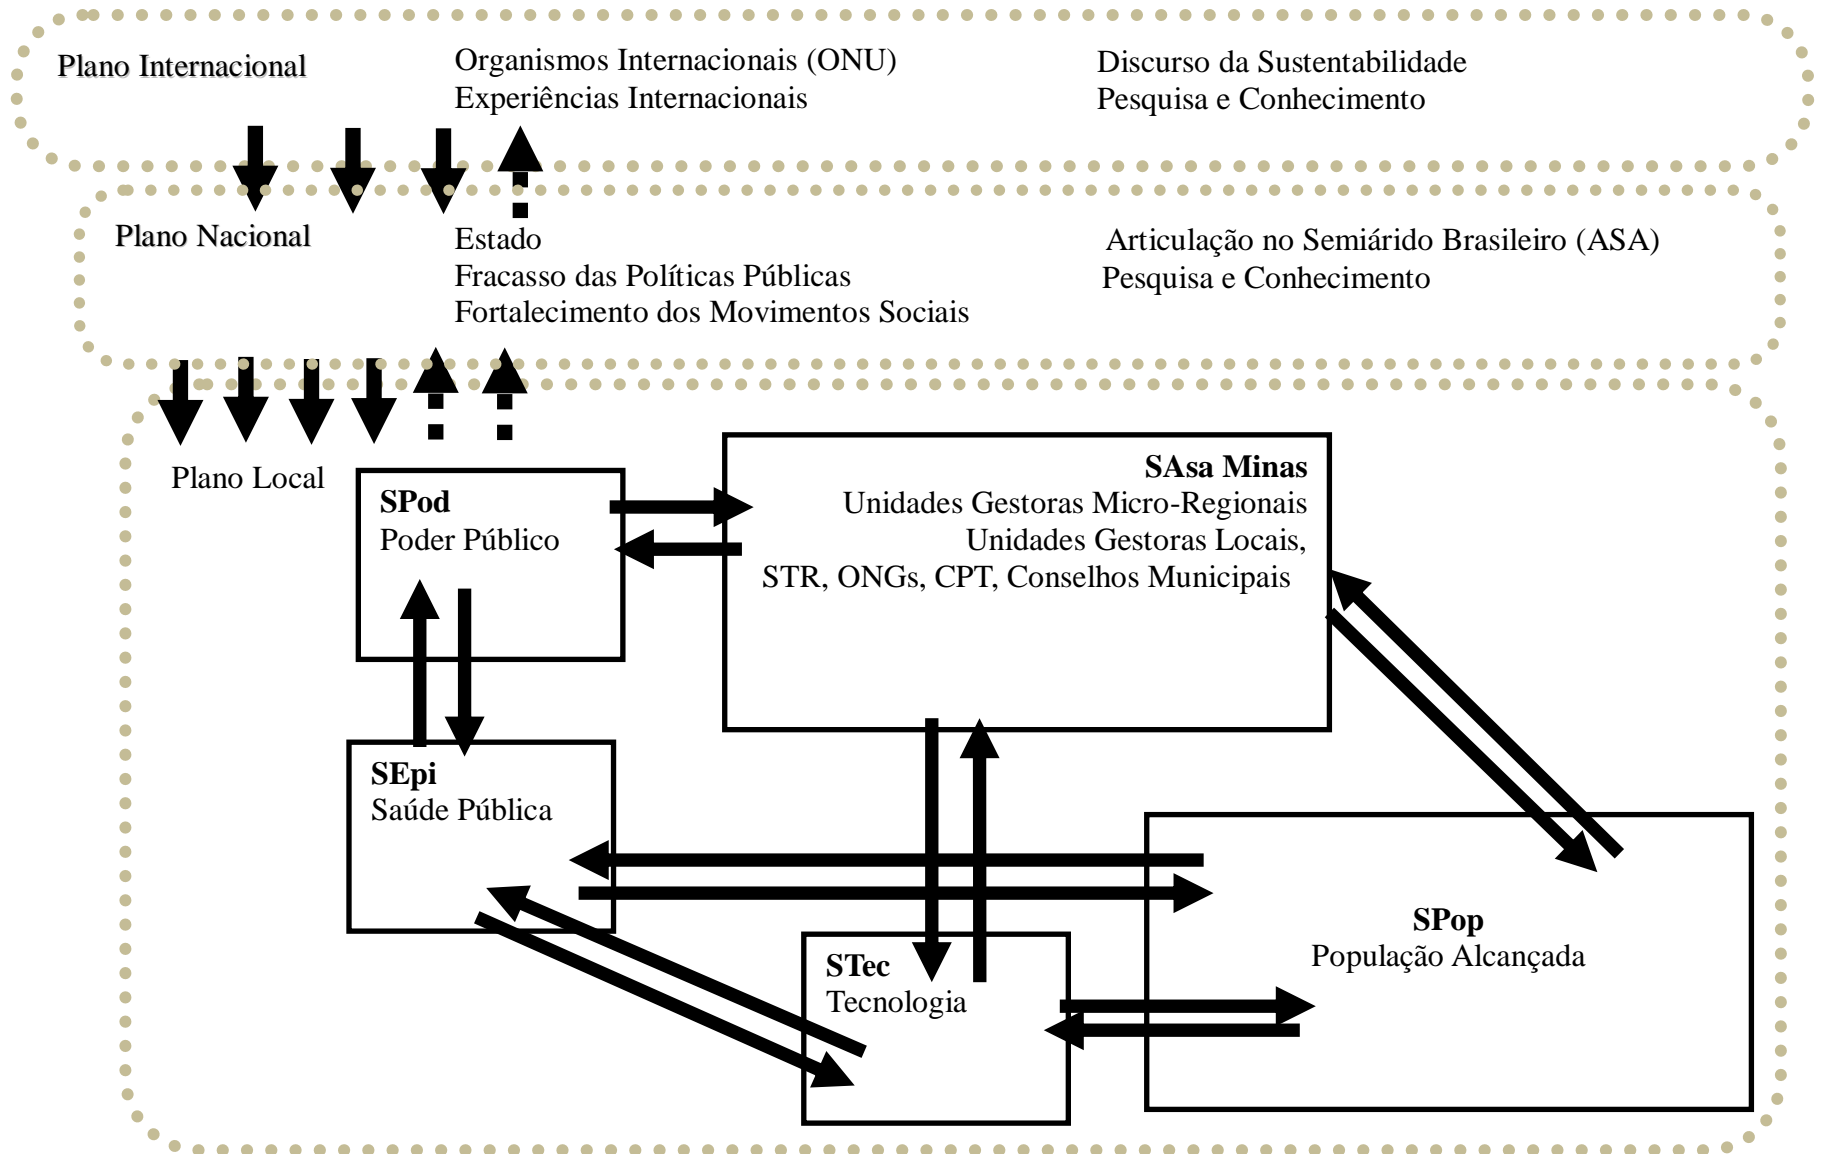 Plano Internacional
Organismos Internacionais (ONU)
Experiências Internacionais
Discurso da Sustentabilidade
Pesquisa e Conhecimento
Plano Nacional
Estado
Fracasso das Políticas Públicas
Fortalecimento dos Movimentos Sociais
Articulação no Semiárido Brasileiro (ASA)
Pesquisa e Conhecimento
Plano Local
SPod
Poder Público
SAsa Minas
Unidades Gestoras Micro-Regionais
Unidades Gestoras Locais,
STR, ONGs, CPT, Conselhos Municipais
SEpi
Saúde Pública
STec
Tecnologia
SPop
População Alcançada